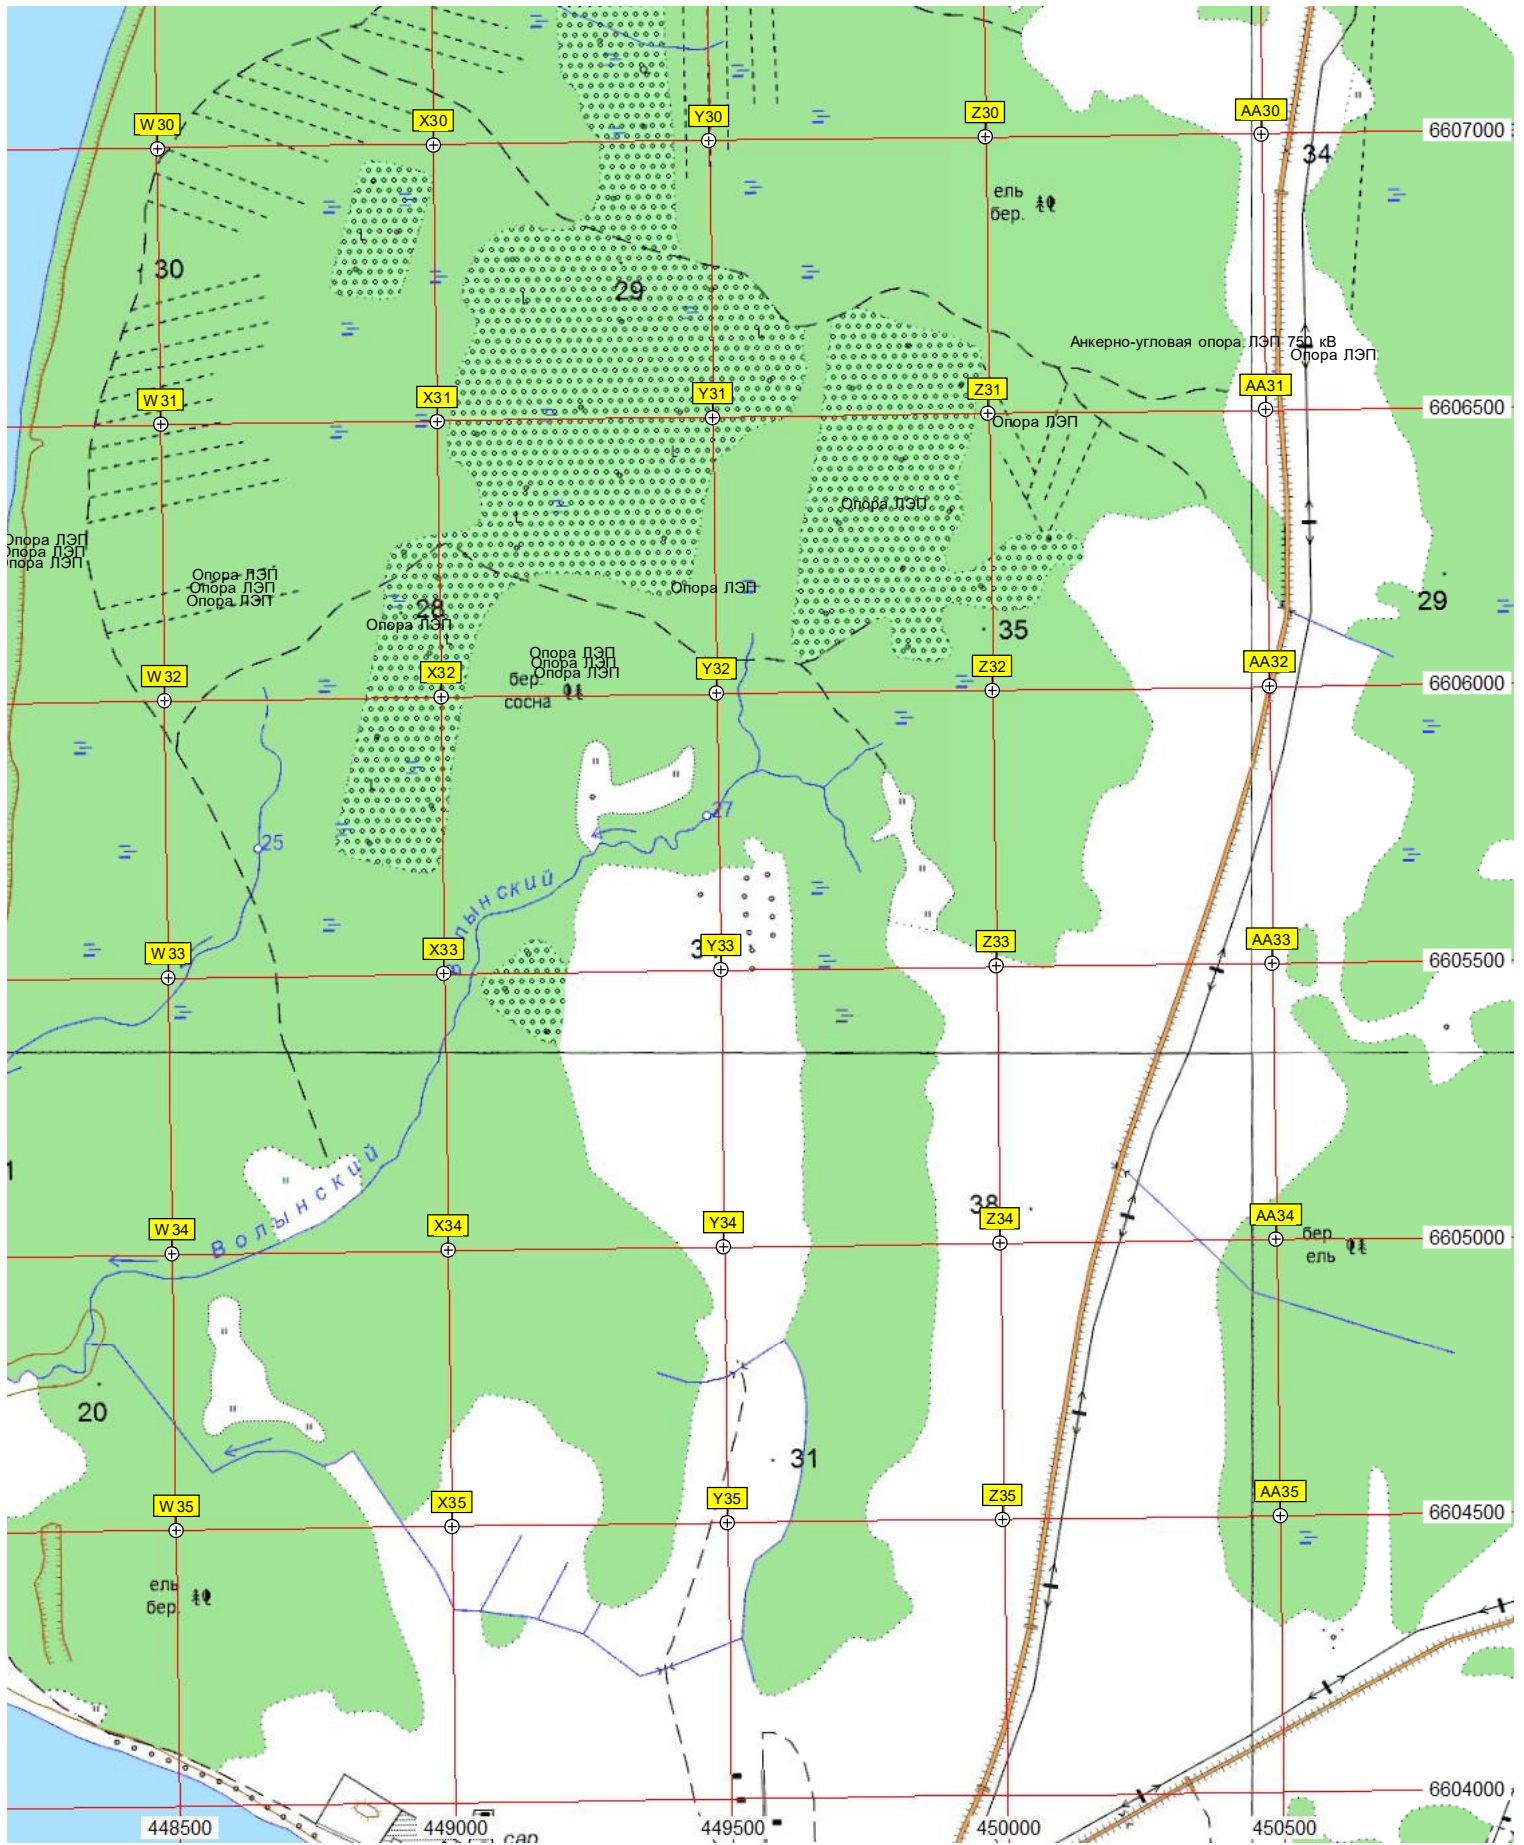 W30
X30
Y30
Z30
AA30
6607000
34
ель
бер.
30
29
Анкерно-угловая опора ЛЭП 750 кВ
Опора ЛЭП
W31
X31
Y31
Z31
AA31
6606500
Опора ЛЭП
Опора ЛЭП
Опора ЛЭП
Опора ЛЭП
Опора ЛЭП
Опора ЛЭП
Опора ЛЭП
Опора ЛЭП
Опора ЛЭП
29
28
Опора ЛЭП
35
Опора ЛЭП
Опора ЛЭП
Опора ЛЭП
W32
X32
бер.
сосна
Y32
Z32
AA32
6606000
27
25
W33
X33
Y33
Z33
AA33
6605500
Волынский
38
W34
X34
Y34
Z34
AA34
6605000
бер
ель
20
31
W35
X35
Y35
Z35
AA35
6604500
ель
бер.
6604000
448500
449000
449500
450000
450500
сар